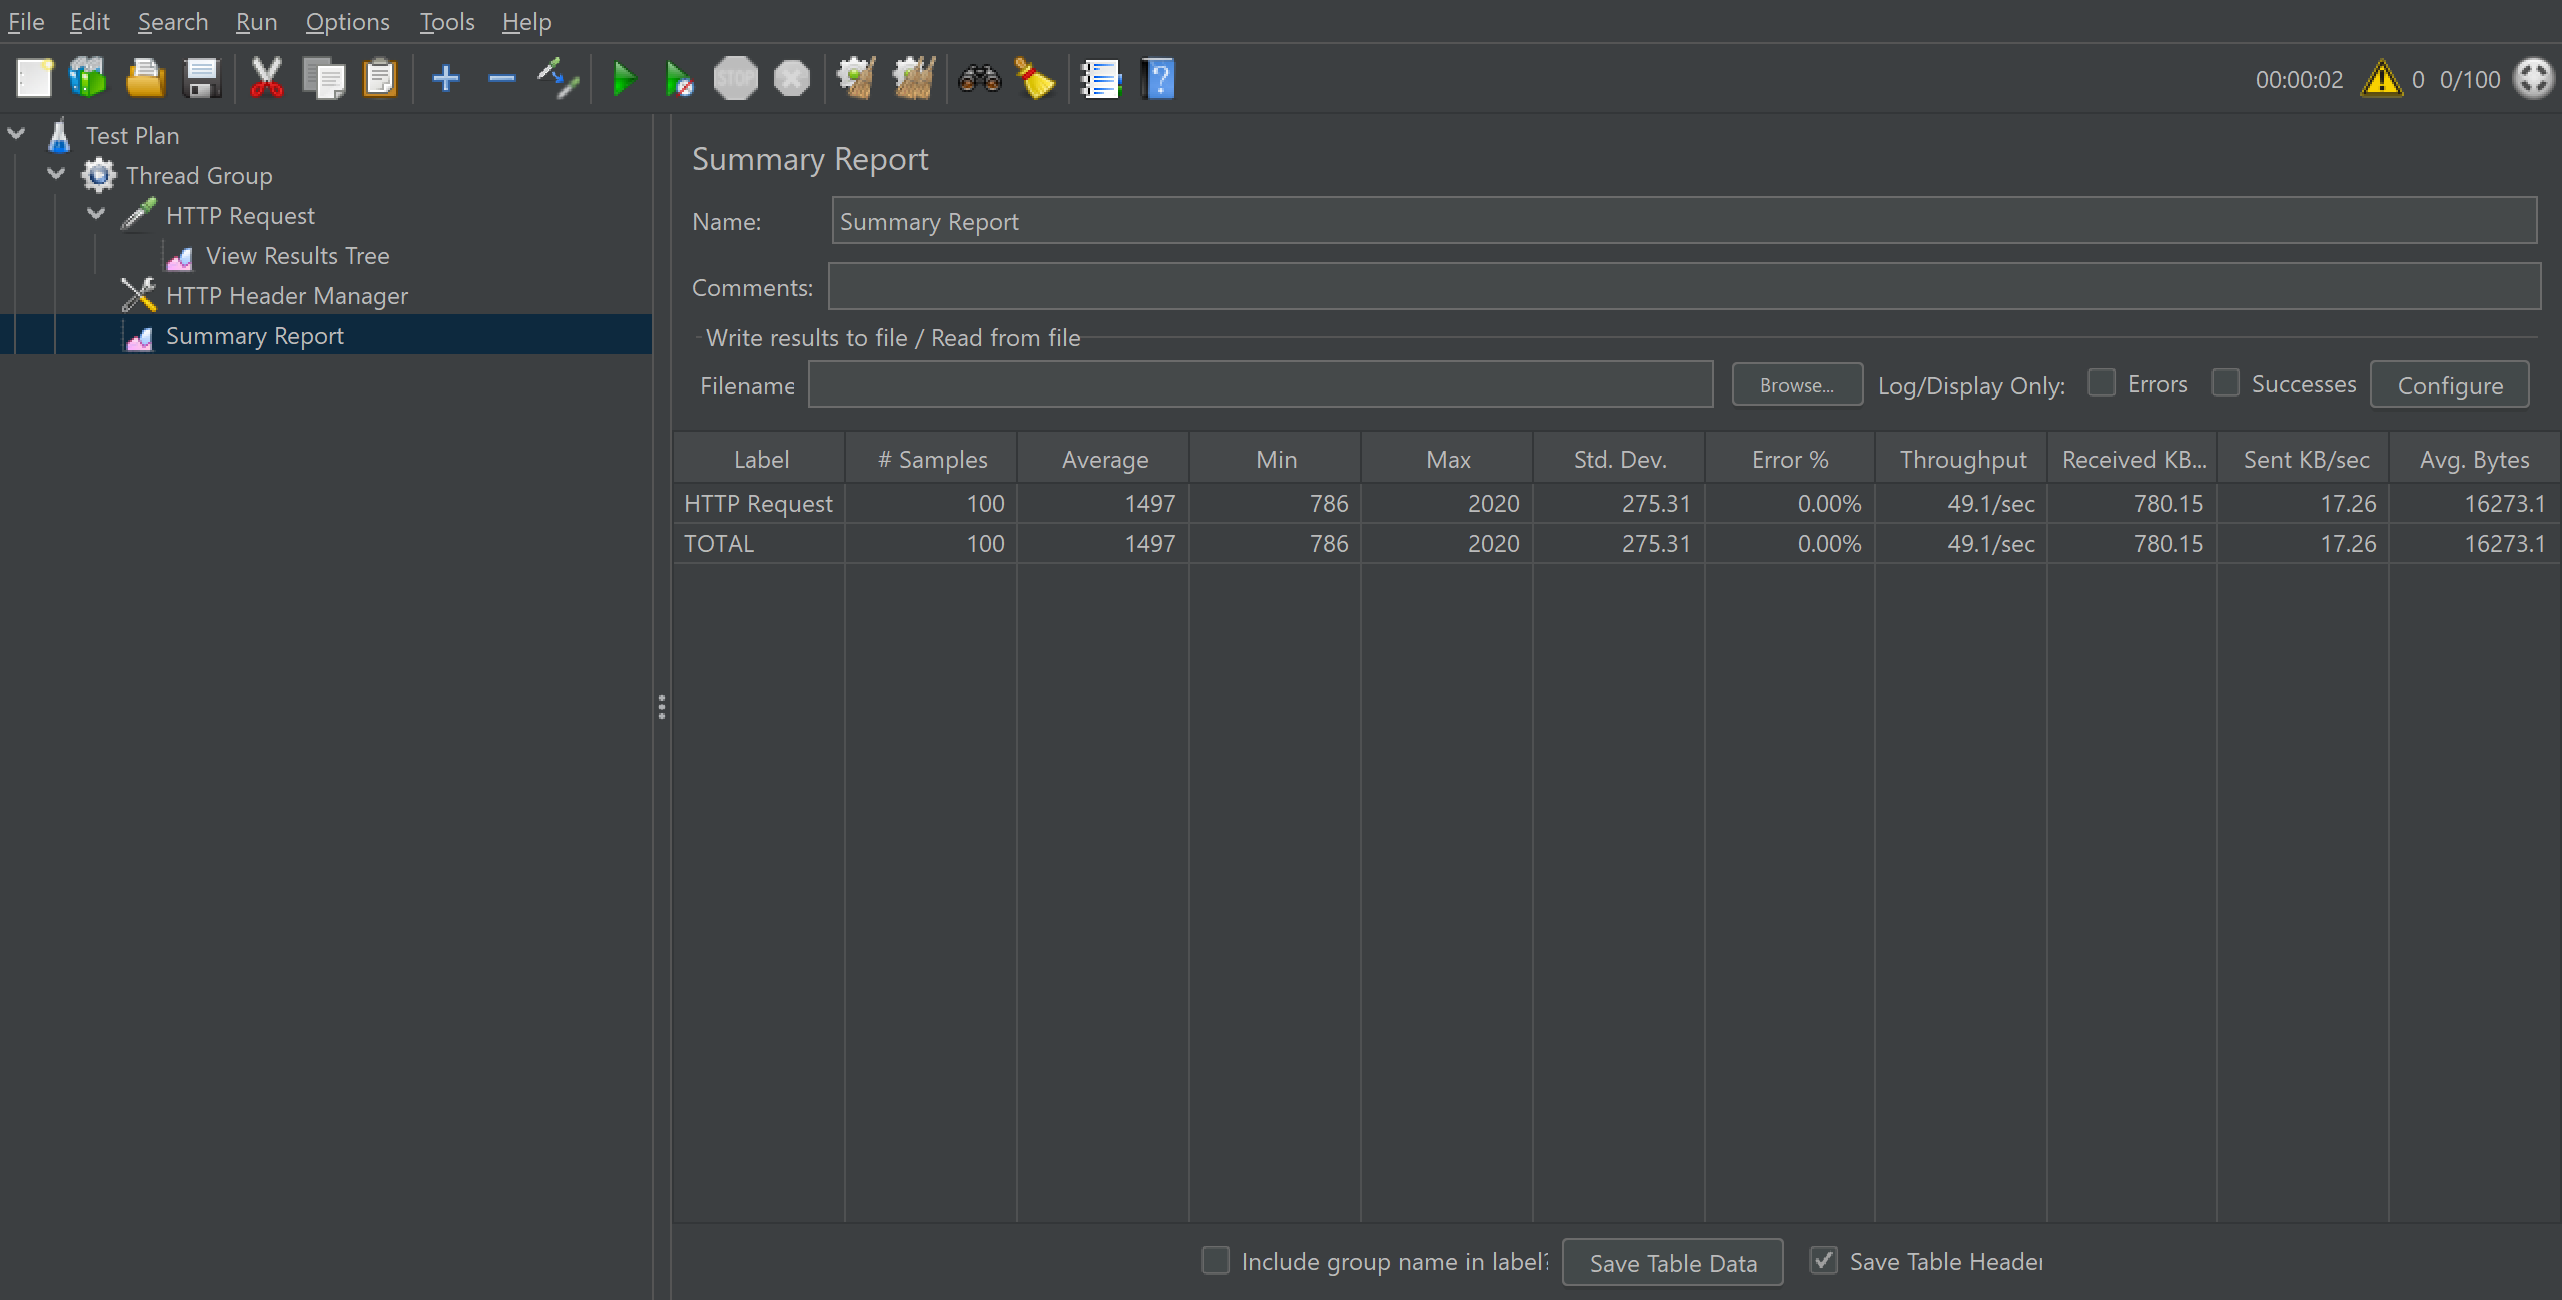 File Edit Search Run Options Tools Help
STOP
00:00:02 0 0/100
Test Plan
Thread Group
HTTP Request
View Results Tree
HTTP Header Manager
Summary Report
Summary Report
Name: Summary Report
Comments:
Write results to file / Read from file
Filename Browse... Log/Display Only: Errors Successes Configure
Label # Samples Average Min Max Std. Dev. Error % Throughput Received KB... Sent KB/sec Avg. Bytes
HTTP Request 100 1497 786 2020 275.31 0.00% 49.1/sec 780.15 17.26 16273.1
TOTAL 100 1497 786 2020 275.31 0.00% 49.1/sec 780.15 17.26 16273.1
Include group name in label? Save Table Data Save Table Header